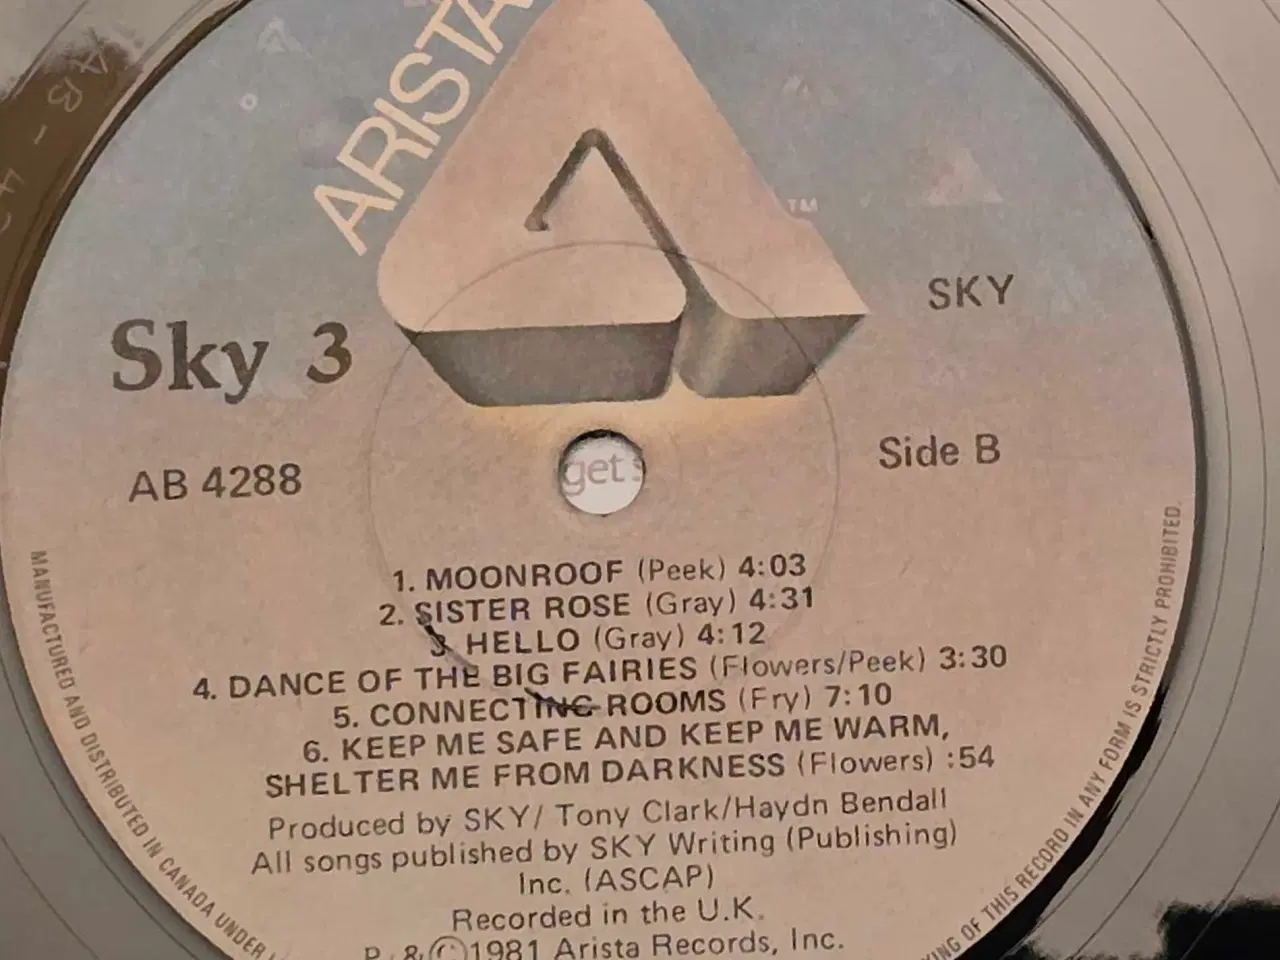 ARISTA
TM
SKY
Sky 3
Side B
AB 4288
get
1. MOONROOF (Peek) 4:03
2. SISTER ROSE (Gray) 4:31
3. HELLO (Gray) 4:12
4. DANCE OF THE BIG FAIRIES (Flowers/Peek) 3:30
5. CONNECTING ROOMS (Fry) 7:10
6. KEEP ME SAFE AND KEEP ME WARM,
SHELTER ME FROM DARKNESS (Flowers) :54
Produced by SKY/ Tony Clark/Haydn Bendall
All songs published by SKY Writing (Publishing)
Inc. (ASCAP)
Recorded in the U.K.
P & © 1981 Arista Records, Inc.
MANUFACTURED AND DISTRIBUTED IN CANADA UNDER
OF THIS RECORD IN ANY FORM IS STRICTLY PROHIBITED.